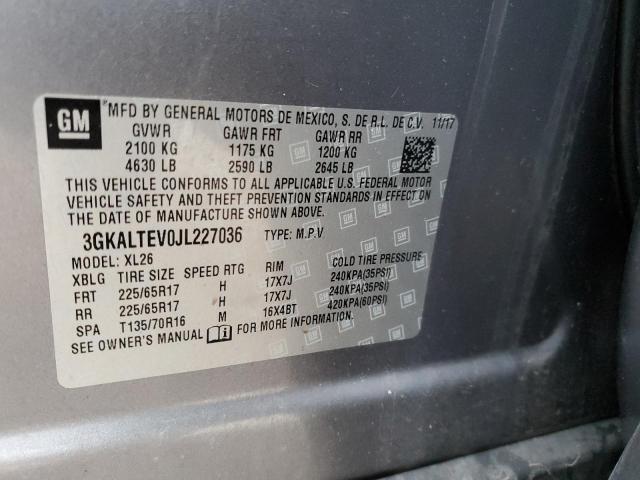 GM
MFD BY GENERAL MOTORS DE MEXICO, S. DE R.L. DE C.V. 11/17
GVWR GAWR FRT GAWR RR
2100 KG 1175 KG 1200 KG
4630 LB 2590 LB 2645 LB
THIS VEHICLE CONFORMS TO ALL APPLICABLE U.S. FEDERAL MOTOR
VEHICLE SAFETY AND THEFT PREVENTION STANDARDS IN EFFECT ON
THE DATE OF MANUFACTURE SHOWN ABOVE.
3GKALTEV0JL227036 TYPE: M.P.V.
MODEL: XL26
XBLG TIRE SIZE SPEED RTG RIM COLD TIRE PRESSURE
FRT 225/65R17 H 17X7J 240KPA(35PSI)
RR 225/65R17 H 17X7J 240KPA(35PSI)
SPA T135/70R16 M 16X4BT 420KPA(60PSI)
SEE OWNER'S MANUAL FOR MORE INFORMATION.